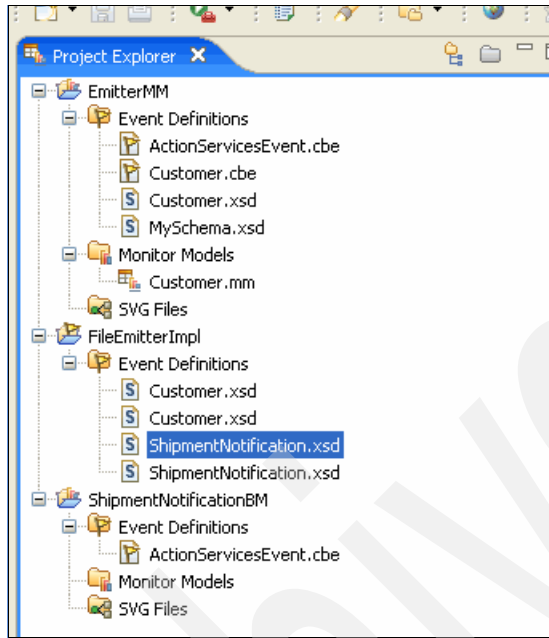 Project Explorer
EmitterMM
Event Definitions
ActionServicesEvent.cbe
Customer.cbe
Customer.xsd
MySchema.xsd
Monitor Models
Customer.mm
SVG Files
FileEmitterImpl
Event Definitions
Customer.xsd
Customer.xsd
ShipmentNotification.xsd
ShipmentNotification.xsd
ShipmentNotificationBM
Event Definitions
ActionServicesEvent.cbe
Monitor Models
SVG Files